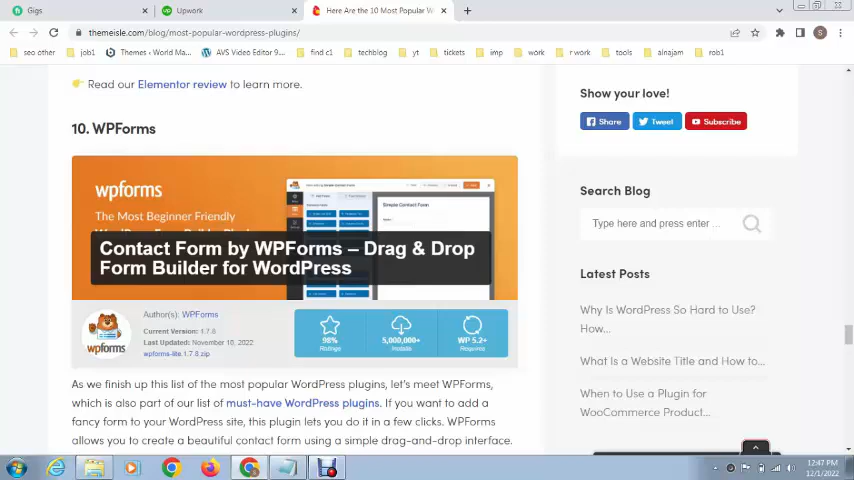 Gigs
Upwork
Here Are the 10 Most Popular W
themeisle.com/blog/most-popular-wordpress-plugins/
S
seo other
job1
Themes ‹ World Ma...
AVS Video Editor 9...
find c1
techblog
yt
tickets
imp
work
r work
tools
alnajam
rob1
👉 Read our Elementor review to learn more.
10. WPForms
wpforms
The Most Beginner Friendly
Contact Form by WPForms – Drag & Drop
Form Builder for WordPress
Simple Contact Form
wpforms
Author(s): WPForms
Current Version: 1.7.8
Last Updated: November 10, 2022
wpforms-lite.1.7.8.zip
98%
Ratings
5,000,000+
Installs
WP 5.2+
Requires
As we finish up this list of the most popular WordPress plugins, let's meet WPForms,
which is also part of our list of must-have WordPress plugins. If you want to add a
fancy form to your WordPress site, this plugin lets you do it in a few clicks. WPForms
allows you to create a beautiful contact form using a simple drag-and-drop interface.
Show your love!
Share
Tweet
Subscribe
Search Blog
Type here and press enter ...
Latest Posts
Why Is WordPress So Hard to Use?
How...
What Is a Website Title and How to...
When to Use a Plugin for
WooCommerce Product...
12:47 PM
12/1/2022